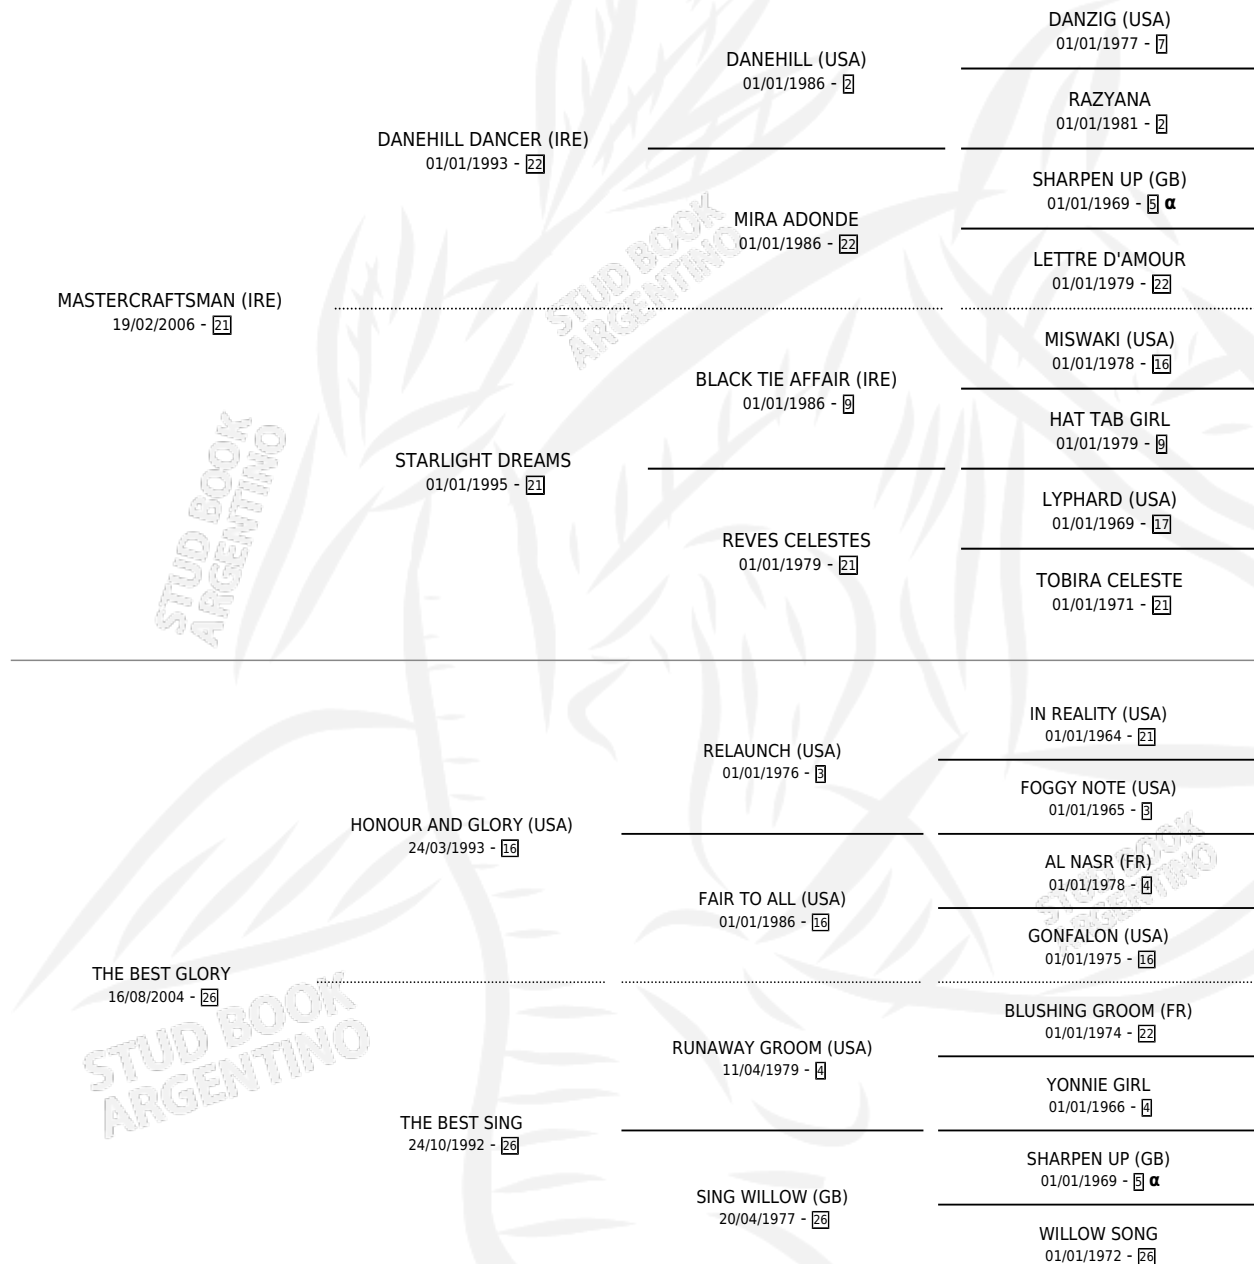 DANZIG (USA)
01/01/1977 - 7
DANEHILL (USA)
01/01/1986 - 2
RAZYANA
01/01/1981 - 2
DANEHILL DANCER (IRE)
01/01/1993 - 22
SHARPEN UP (GB)
01/01/1969 - 5 α
MIRA ADONDE
01/01/1986 - 22
LETTRE D'AMOUR
01/01/1979 - 22
MASTERCRAFTSMAN (IRE)
19/02/2006 - 21
MISWAKI (USA)
01/01/1978 - 16
BLACK TIE AFFAIR (IRE)
01/01/1986 - 9
HAT TAB GIRL
01/01/1979 - 9
STARLIGHT DREAMS
01/01/1995 - 21
LYPHARD (USA)
01/01/1969 - 17
REVES CELESTES
01/01/1979 - 21
TOBIRA CELESTE
01/01/1971 - 21
IN REALITY (USA)
01/01/1964 - 21
RELAUNCH (USA)
01/01/1976 - 3
FOGGY NOTE (USA)
01/01/1965 - 3
HONOUR AND GLORY (USA)
24/03/1993 - 16
AL NASR (FR)
01/01/1978 - 4
FAIR TO ALL (USA)
01/01/1986 - 16
GONFALON (USA)
01/01/1975 - 16
THE BEST GLORY
16/08/2004 - 26
BLUSHING GROOM (FR)
01/01/1974 - 22
RUNAWAY GROOM (USA)
11/04/1979 - 4
YONNIE GIRL
01/01/1966 - 4
THE BEST SING
24/10/1992 - 26
SHARPEN UP (GB)
01/01/1969 - 5 α
SING WILLOW (GB)
20/04/1977 - 26
WILLOW SONG
01/01/1972 - 26
STUD BOOK
ARGENTINO
STUD BOOK
ARGENTINO
STUD BOOK
ARGENTINO
STUD BOOK
ARGENTINO